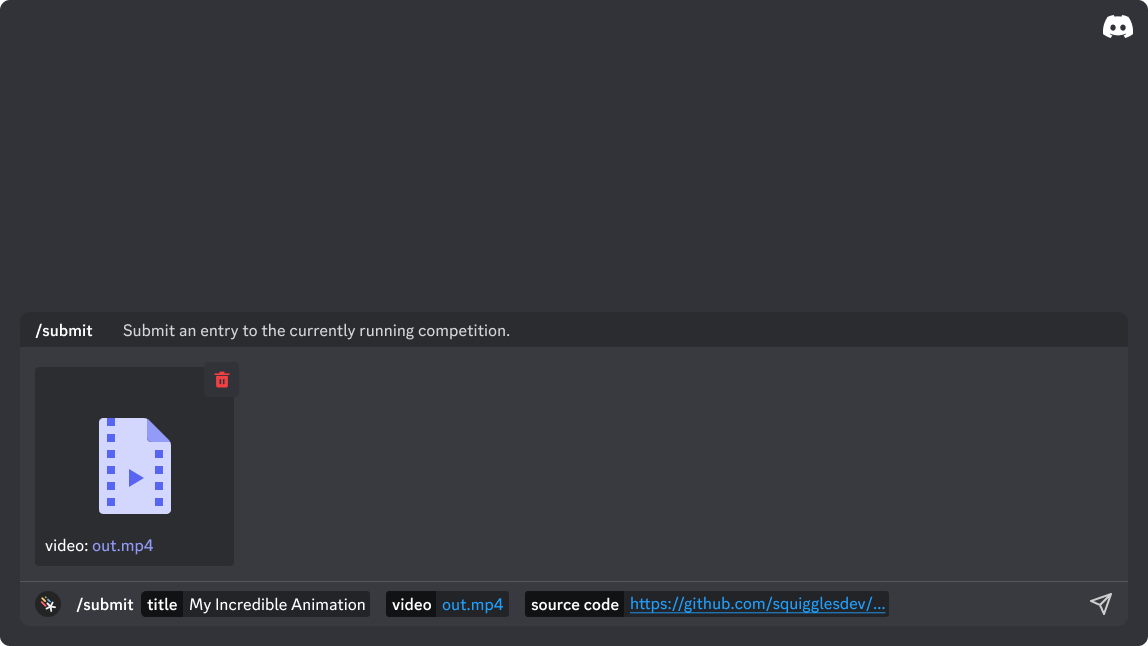 /submit Submit an entry to the currently running competition.
video: out.mp4
/submit title My Incredible Animation video out.mp4 source code https://github.com/squigglesdev/...